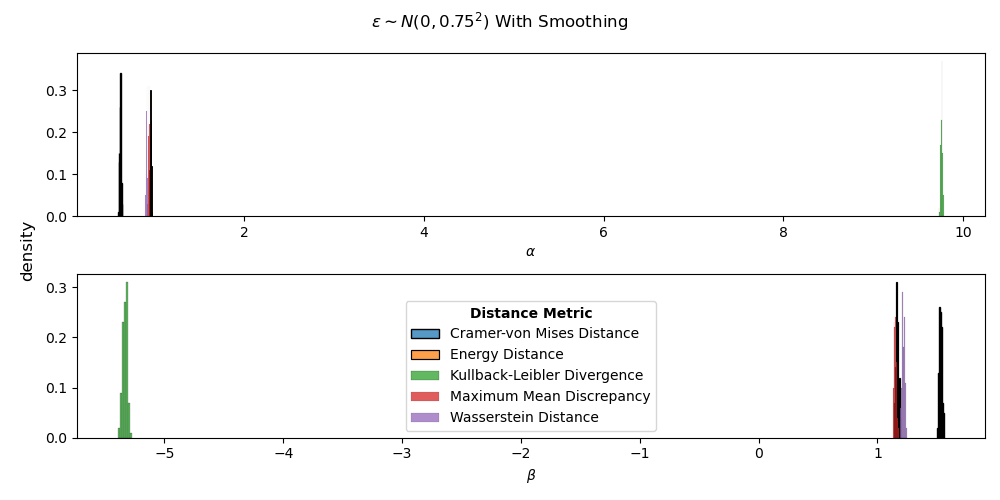 ε ~ N(0, 0.75²) With Smoothing
0.3
0.2
0.1
0.0
2 4 6 8 10
α
density
0.3
0.2
0.1
0.0
Distance Metric
Cramer-von Mises Distance
Energy Distance
Kullback-Leibler Divergence
Maximum Mean Discrepancy
Wasserstein Distance
−5 −4 −3 −2 −1 0 1
β